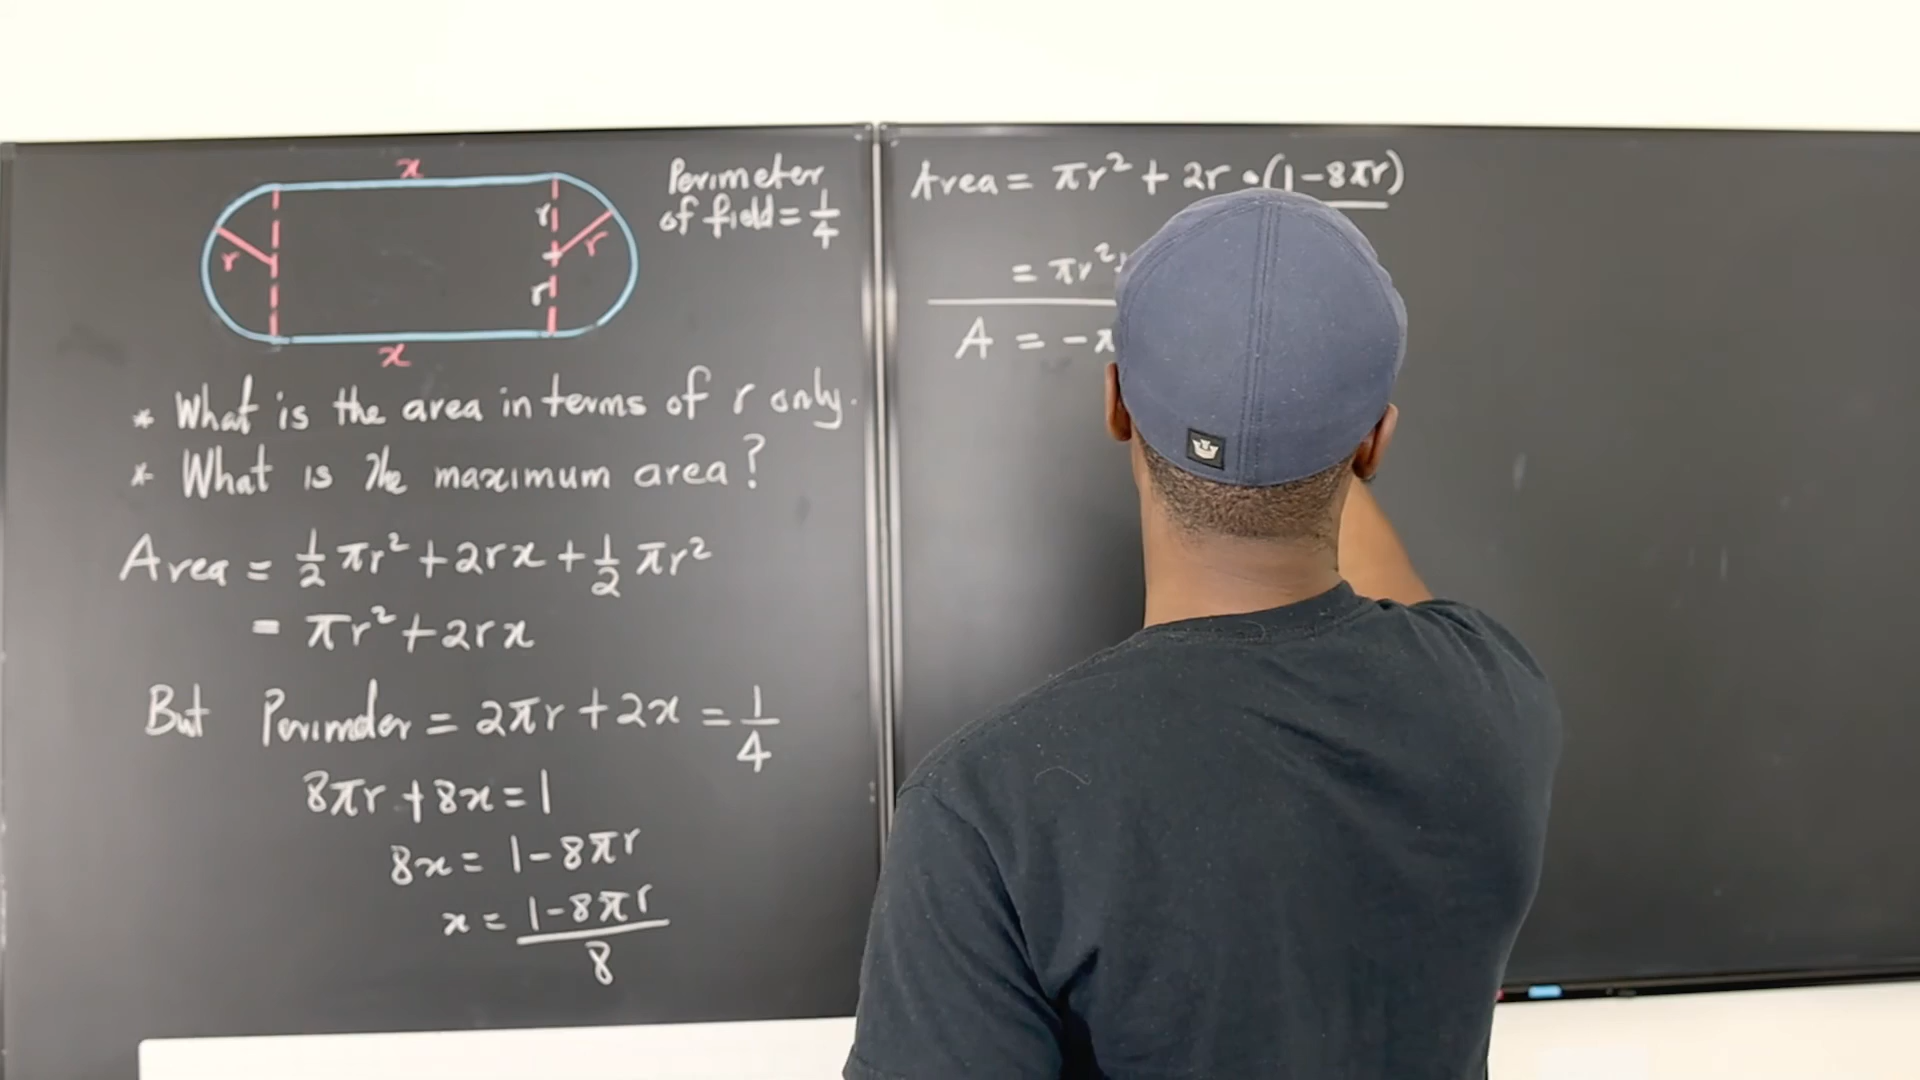 x
Perimeter
of field = 1/4
r
r
r
r
x
* What is the area in terms of r only.
* What is the maximum area?
Area = 1/2 πr² + 2rx + 1/2 πr²
= πr² + 2rx
But Perimeter = 2πr + 2x = 1/4
8πr + 8x = 1
8x = 1 - 8πr
x = (1 - 8πr)/8
Area = πr² + 2r • (1 - 8πr)
= πr²
A = -π